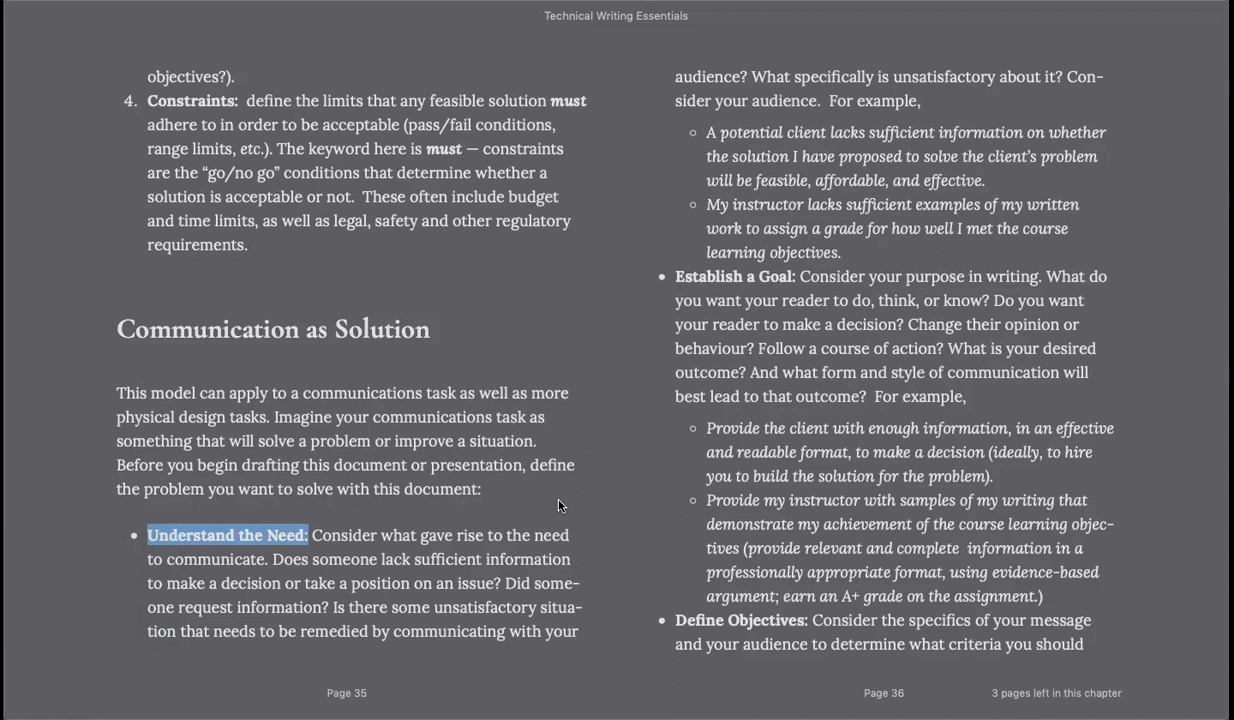 Technical Writing Essentials
objectives?).
4. Constraints: define the limits that any feasible solution must
adhere to in order to be acceptable (pass/fail conditions,
range limits, etc.). The keyword here is must — constraints
are the “go/no go” conditions that determine whether a
solution is acceptable or not. These often include budget
and time limits, as well as legal, safety and other regulatory
requirements.
Communication as Solution
This model can apply to a communications task as well as more
physical design tasks. Imagine your communications task as
something that will solve a problem or improve a situation.
Before you begin drafting this document or presentation, define
the problem you want to solve with this document:
• Understand the Need: Consider what gave rise to the need
to communicate. Does someone lack sufficient information
to make a decision or take a position on an issue? Did some-
one request information? Is there some unsatisfactory situa-
tion that needs to be remedied by communicating with your
Page 35
audience? What specifically is unsatisfactory about it? Con-
sider your audience. For example,
◦ A potential client lacks sufficient information on whether
the solution I have proposed to solve the client’s problem
will be feasible, affordable, and effective.
◦ My instructor lacks sufficient examples of my written
work to assign a grade for how well I met the course
learning objectives.
• Establish a Goal: Consider your purpose in writing. What do
you want your reader to do, think, or know? Do you want
your reader to make a decision? Change their opinion or
behaviour? Follow a course of action? What is your desired
outcome? And what form and style of communication will
best lead to that outcome? For example,
◦ Provide the client with enough information, in an effective
and readable format, to make a decision (ideally, to hire
you to build the solution for the problem).
◦ Provide my instructor with samples of my writing that
demonstrate my achievement of the course learning objec-
tives (provide relevant and complete information in a
professionally appropriate format, using evidence-based
argument; earn an A+ grade on the assignment.)
• Define Objectives: Consider the specifics of your message
and your audience to determine what criteria you should
Page 36
3 pages left in this chapter